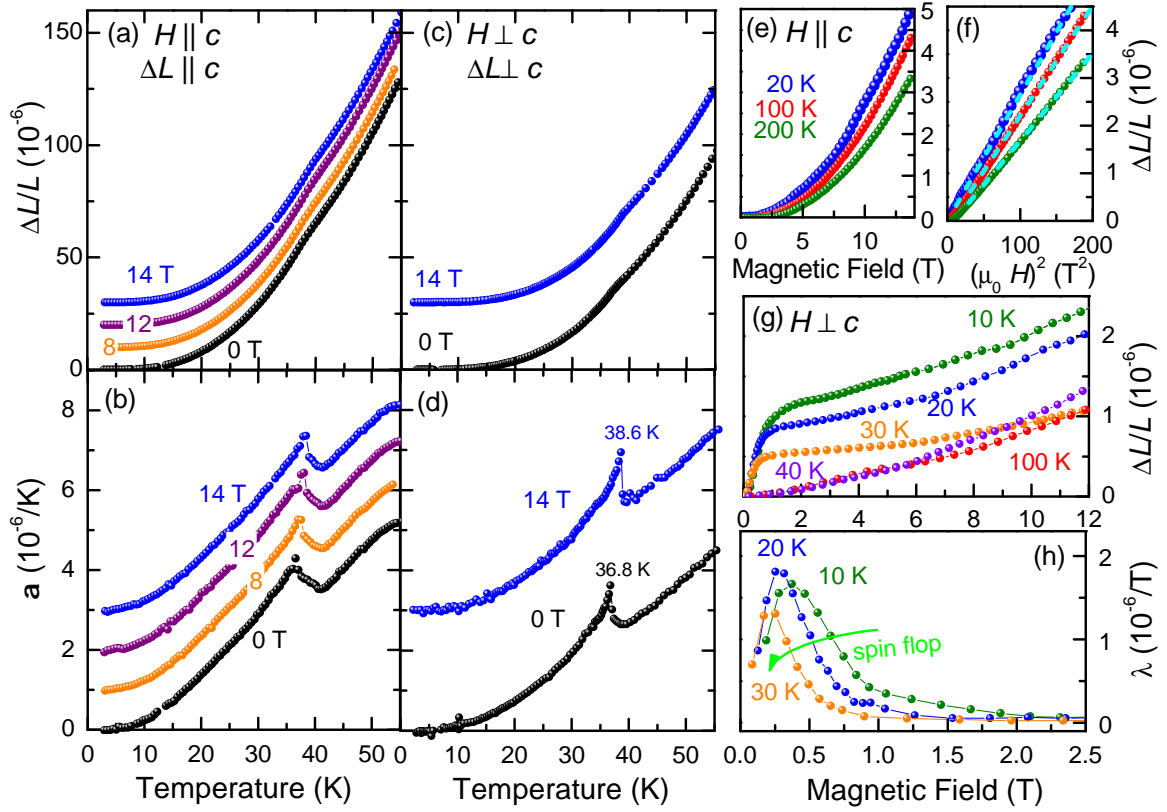 (a) H || c
ΔL || c
150
100
50
0
ΔL/L (10⁻⁶)
14 T
12
8
0 T
(c) H ⊥ c
ΔL ⊥ c
14 T
0 T
(b)
8
6
4
2
0
a (10⁻⁶/K)
14 T
12
8
0 T
0 10 20 30 40 50
Temperature (K)
(d)
38.6 K
14 T
36.8 K
0 T
0 10 20 30 40 50
Temperature (K)
(e) H || c
20 K
100 K
200 K
5
4
3
2
1
0
0 5 10
Magnetic Field (T)
(f)
4
3
2
1
0
ΔL/L (10⁻⁶)
0 100 200
(μ₀ H)² (T²)
(g) H ⊥ c
10 K
20 K
30 K
40 K
100 K
2
1
0
ΔL/L (10⁻⁶)
0 2 4 6 8 10 12
(h)
20 K
10 K
spin flop
30 K
2
1
0
λ (10⁻⁶/T)
0.0 0.5 1.0 1.5 2.0 2.5
Magnetic Field (T)